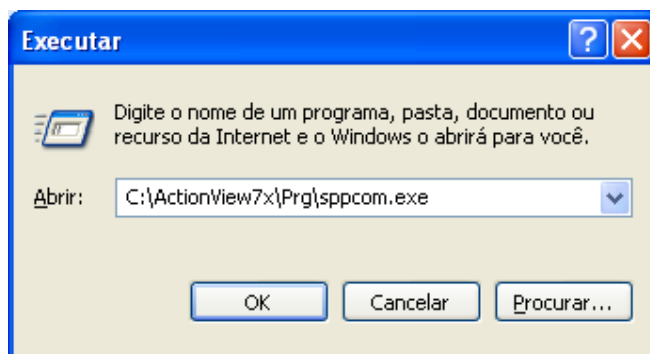 Executar
Digite o nome de um programa, pasta, documento ou
recurso da Internet e o Windows o abrirá para você.
Abrir: C:\ActionView7x\Prg\sppcom.exe
OK Cancelar Procurar...